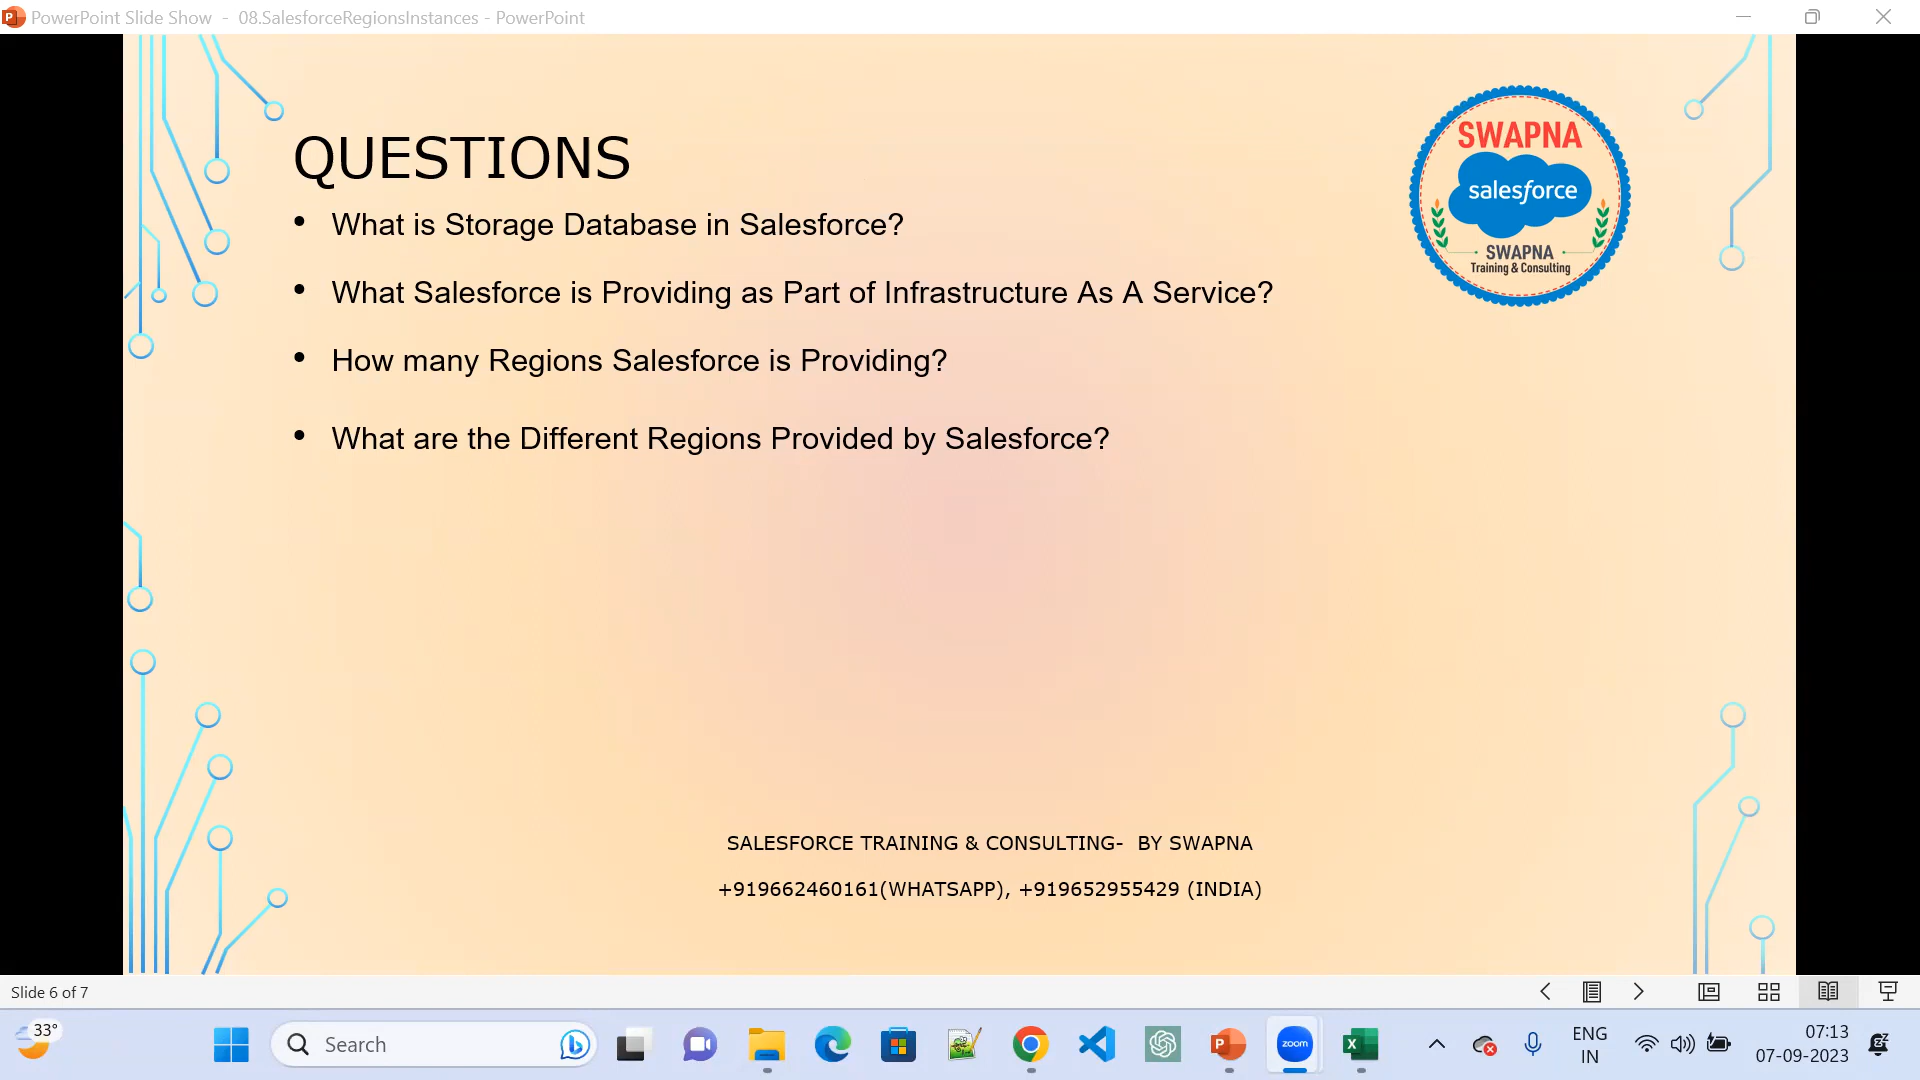 PowerPoint Slide Show - 08.SalesforceRegionsInstances - PowerPoint
QUESTIONS
SWAPNA
salesforce
SWAPNA
Training & Consulting
• What is Storage Database in Salesforce?
• What Salesforce is Providing as Part of Infrastructure As A Service?
• How many Regions Salesforce is Providing?
• What are the Different Regions Provided by Salesforce?
SALESFORCE TRAINING & CONSULTING- BY SWAPNA
+919662460161(WHATSAPP), +919652955429 (INDIA)
Slide 6 of 7
33°
Search
zoom
ENG
IN
07:13
07-09-2023